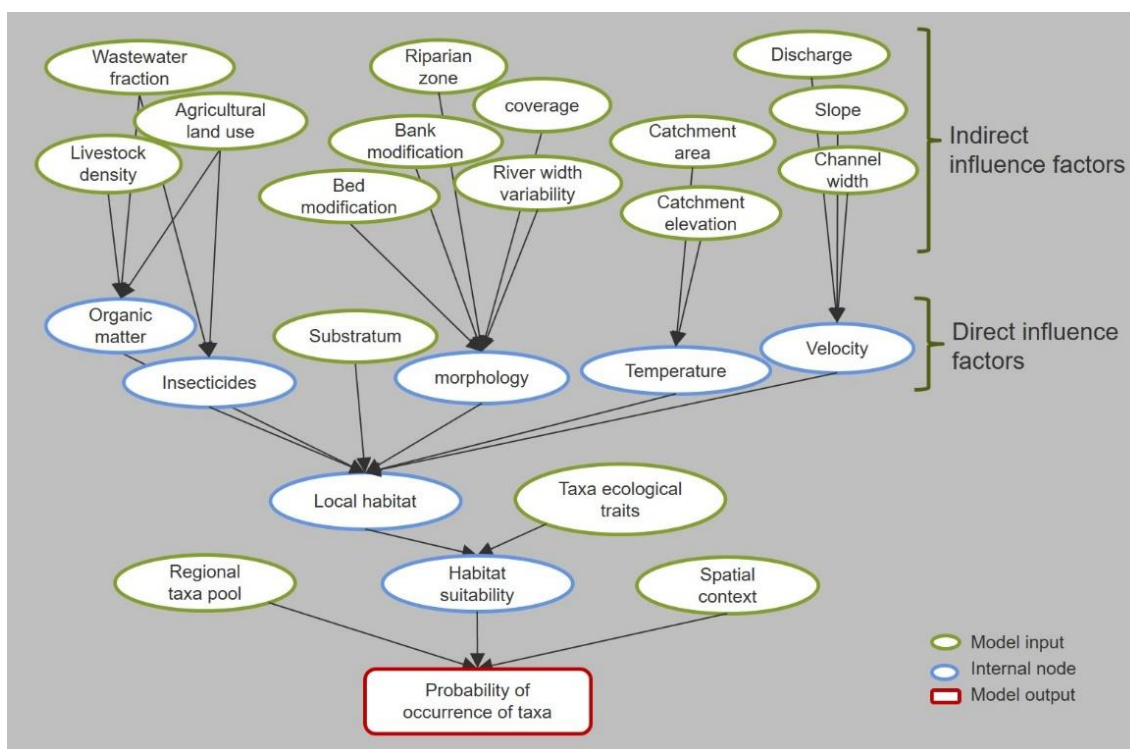 Wastewater
fraction
Agricultural
land use
Livestock
density
Riparian
zone
coverage
Bank
modification
River width
variability
Bed
modification
Catchment
area
Catchment
elevation
Discharge
Slope
Channel
width
Indirect
influence factors
Organic
matter
Insecticides
Substratum
morphology
Temperature
Velocity
Direct influence
factors
Local habitat
Taxa ecological
traits
Regional
taxa pool
Habitat
suitability
Spatial
context
Probability of
occurrence of taxa
Model input
Internal node
Model output